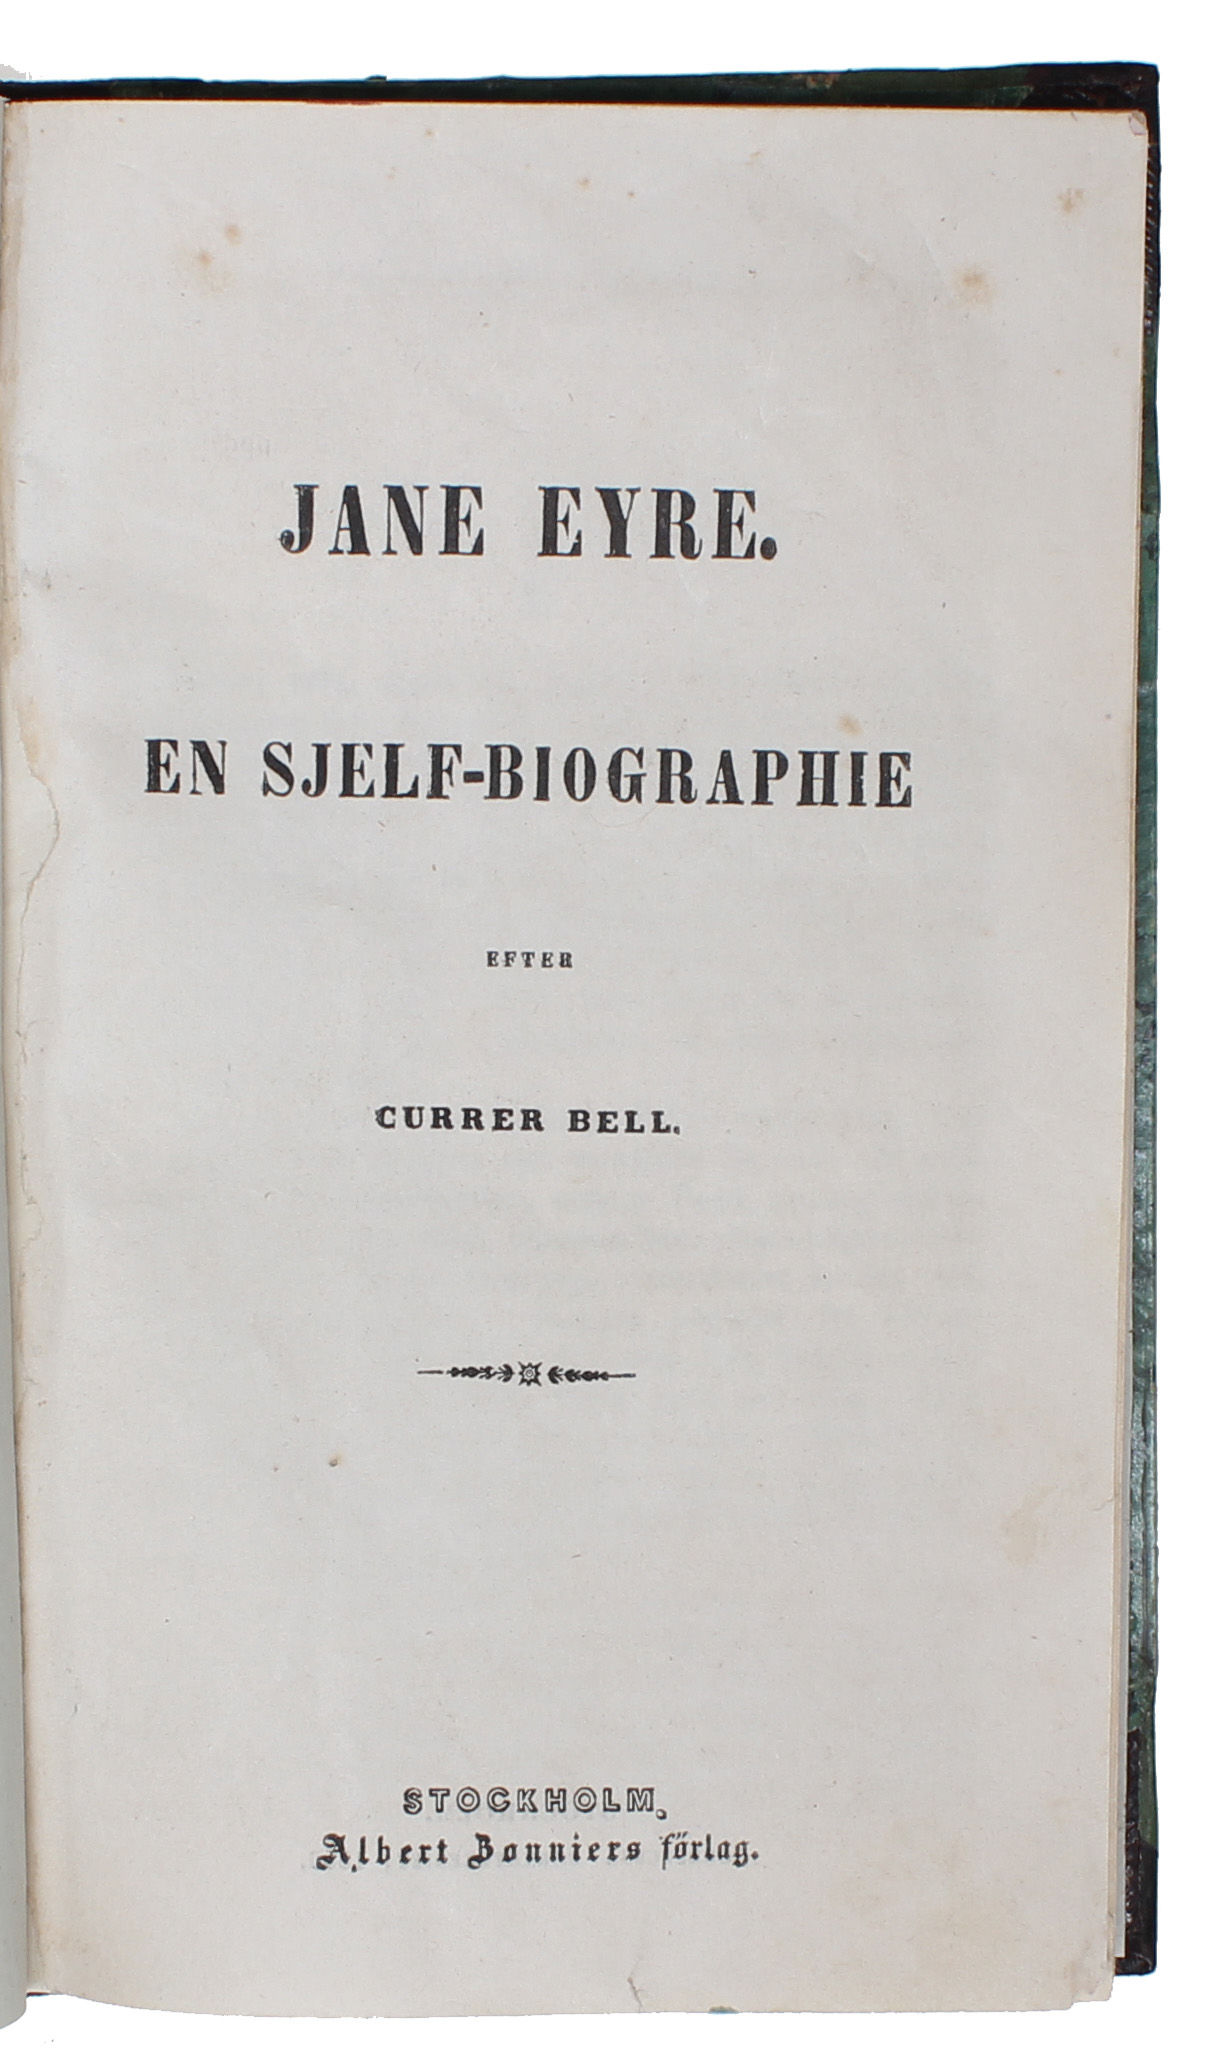 JANE EYRE.
EN SJELF-BIOGRAPHIE
EFTER
CURRER BELL.
STOCKHOLM,
Albert Bonniers förlag.